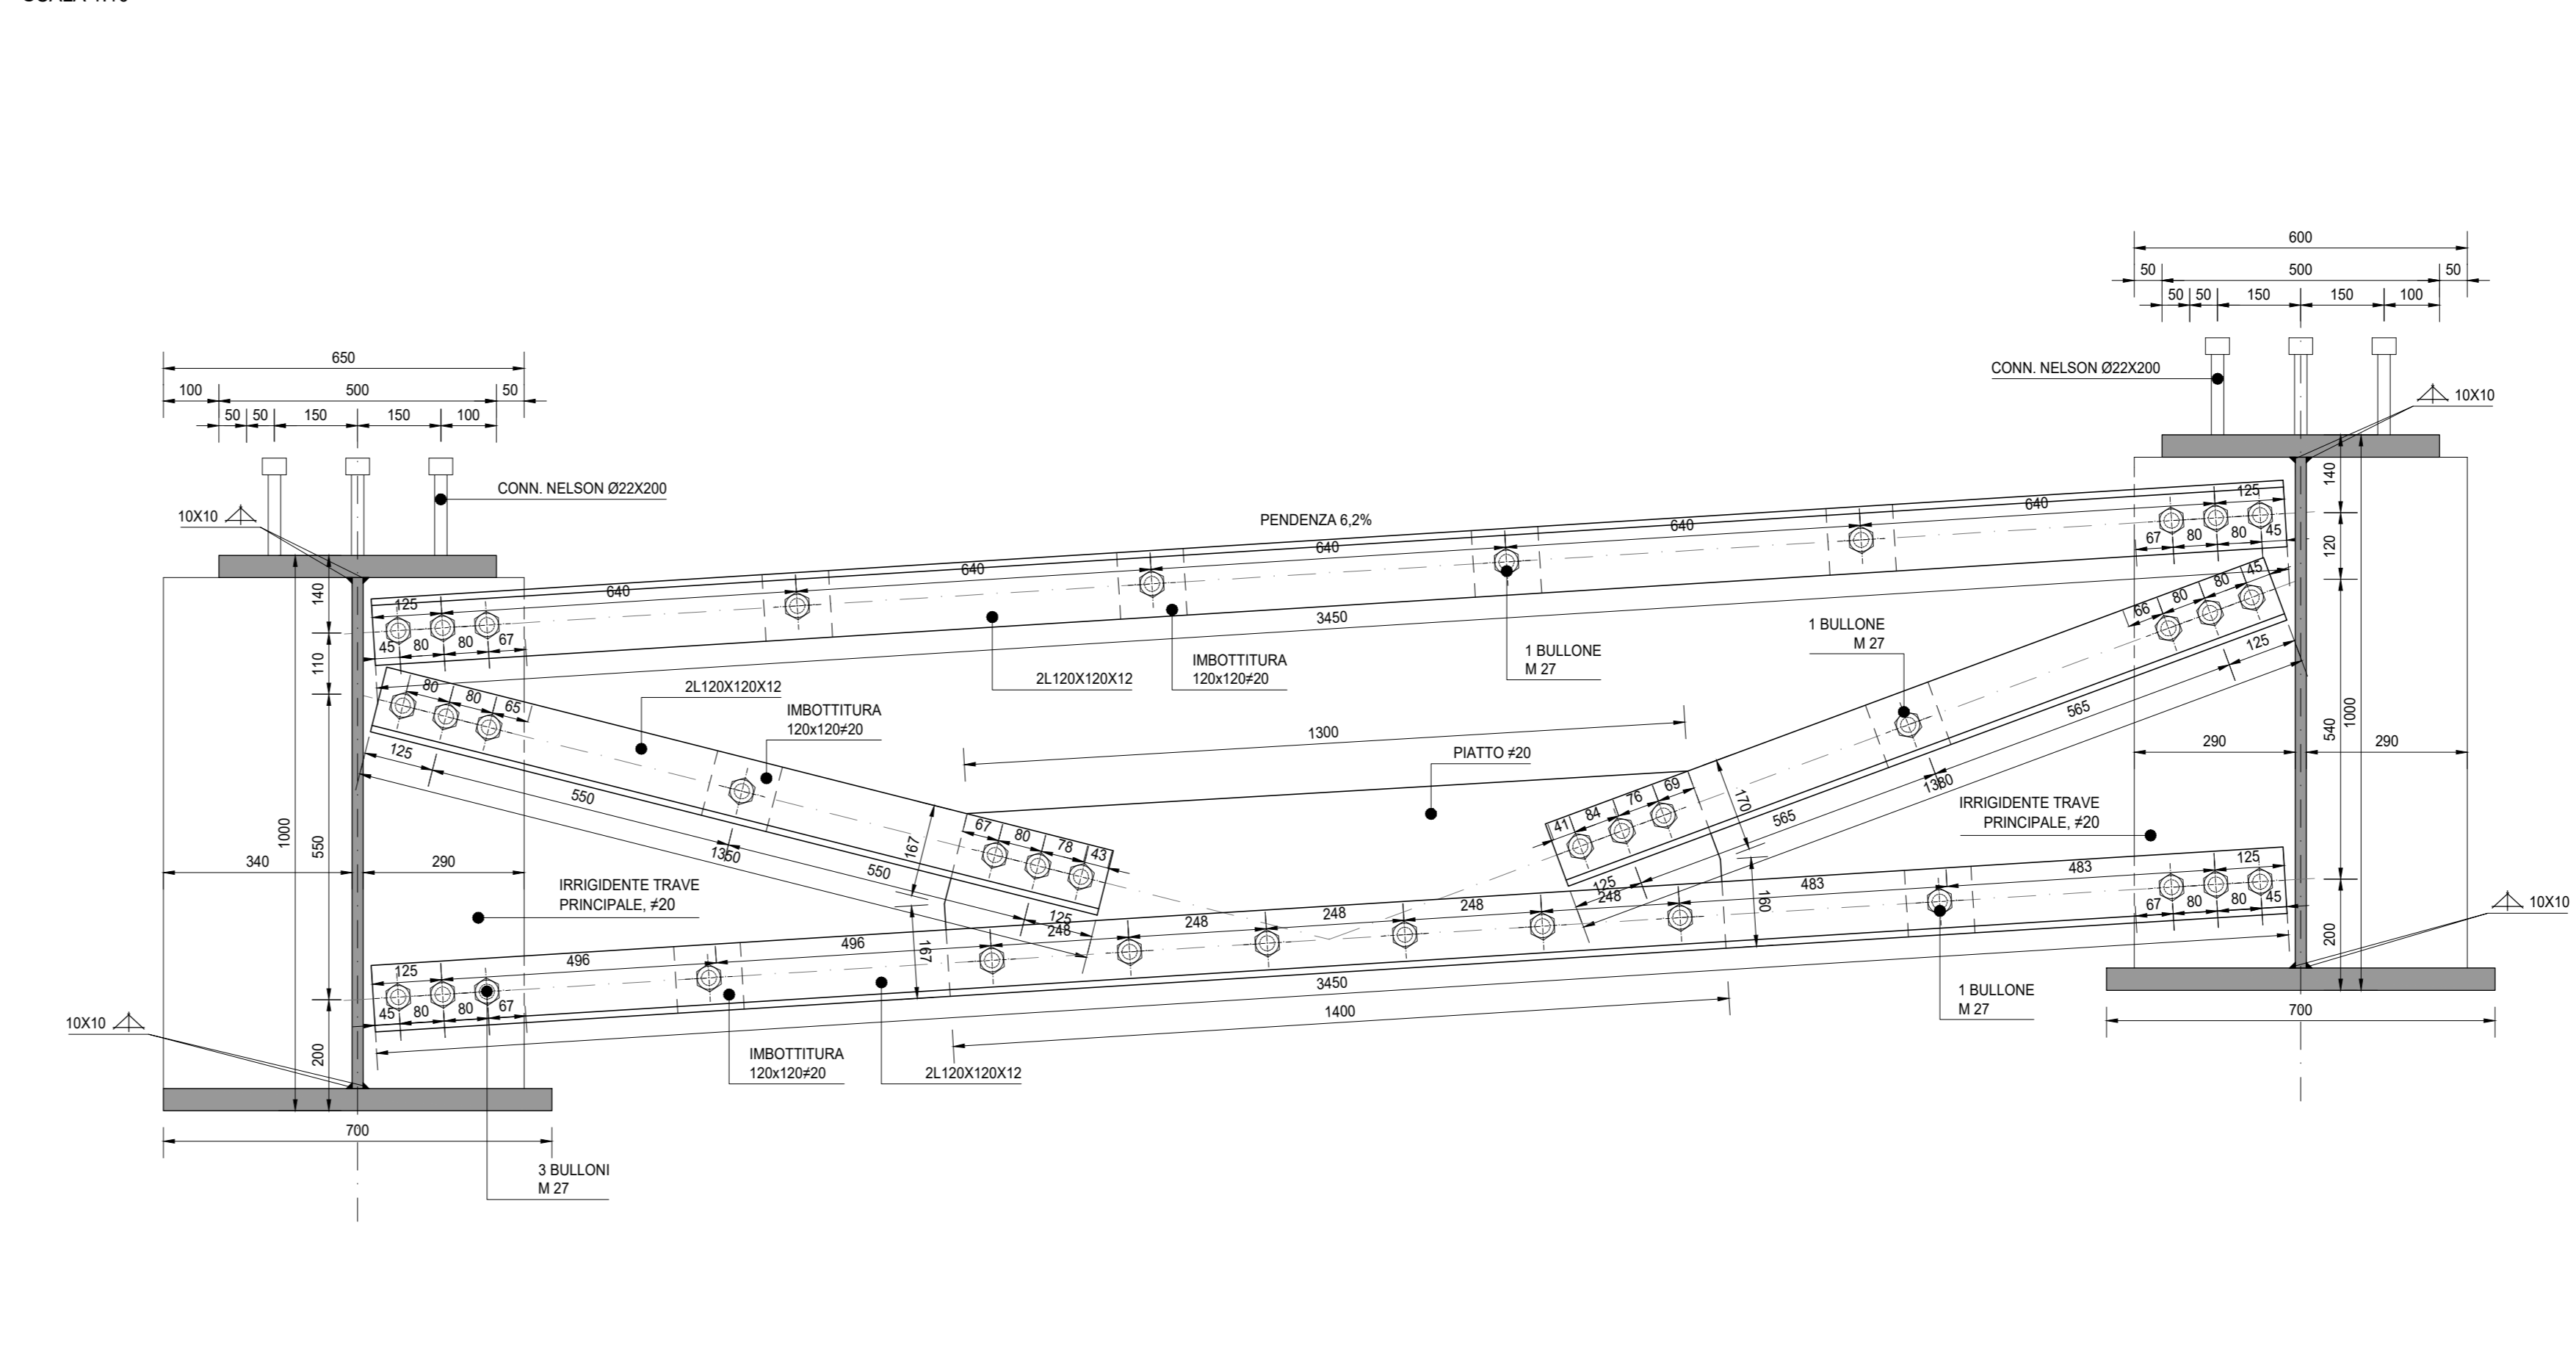 600
50 500 50
50 50 150 150 100
650
100 500 50
50 50 150 150 100
CONN. NELSON Ø22X200
10X10
CONN. NELSON Ø22X200
10X10
PENDENZA 6,2%
140
120
540
1000
200
290 290
140
110
550
1000
200
340 290
125 640 640 640 640 640 125
45 80 80 67
67 80 80 45
3450
2L120X120X12
IMBOTTITURA
120x120≠20
1 BULLONE
M 27
1 BULLONE
M 27
2L120X120X12
IMBOTTITURA
120x120≠20
80 80 65
125 550 550 125
1350
67 80 78 43
167
167
1300
PIATTO ≠20
66 80 80 45
41 84 76 69
170
160
125 565 565 125
1380
IRRIGIDENTE TRAVE
PRINCIPALE, ≠20
IRRIGIDENTE TRAVE
PRINCIPALE, ≠20
125 496 496 248 248 248 248 248 483 483 125
45 80 80 67
67 80 80 45
3450
1400
10X10
10X10
IMBOTTITURA
120x120≠20
2L120X120X12
1 BULLONE
M 27
700
700
3 BULLONI
M 27